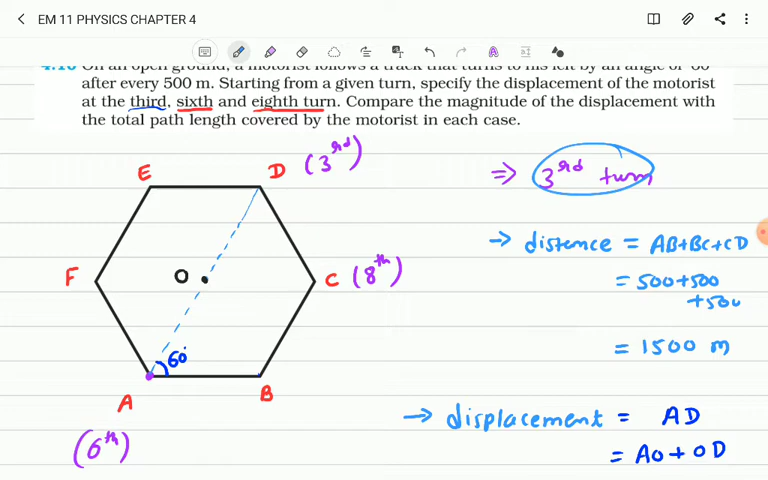 EM 11 PHYSICS CHAPTER 4
after every 500 m. Starting from a given turn, specify the displacement of the motorist
at the third, sixth and eighth turn. Compare the magnitude of the displacement with
the total path length covered by the motorist in each case.
E
D (3rd)
F
O
C (8th)
60°
A
B
(6th)
⇒ 3rd turn
→ distence = AB+BC+CD
= 500+500
+500
= 1500 m
→ displacement = AD
= AO + OD